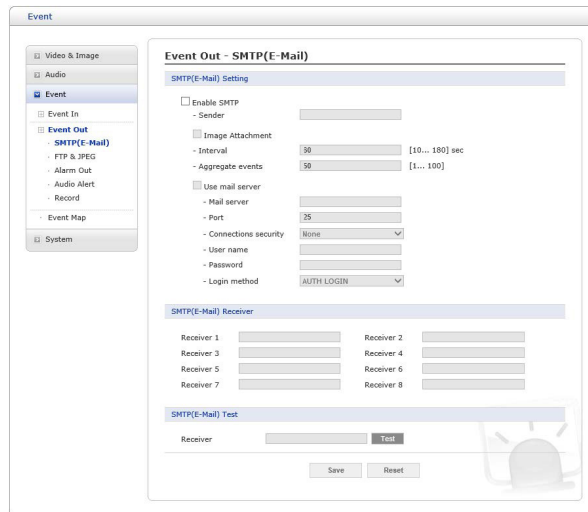 Event
Video & Image
Audio
Event
Event In
Event Out
SMTP(E-Mail)
FTP & JPEG
Alarm Out
Audio Alert
Record
Event Map
System
Event Out - SMTP(E-Mail)
SMTP(E-Mail) Setting
Enable SMTP
- Sender
Image Attachment
- Interval 60 [10... 180] sec
- Aggregate events 50 [1... 100]
Use mail server
- Mail server
- Port 25
- Connections security None
- User name
- Password
- Login method AUTH LOGIN
SMTP(E-Mail) Receiver
Receiver 1 Receiver 2
Receiver 3 Receiver 4
Receiver 5 Receiver 6
Receiver 7 Receiver 8
SMTP(E-Mail) Test
Receiver Test
Save Reset